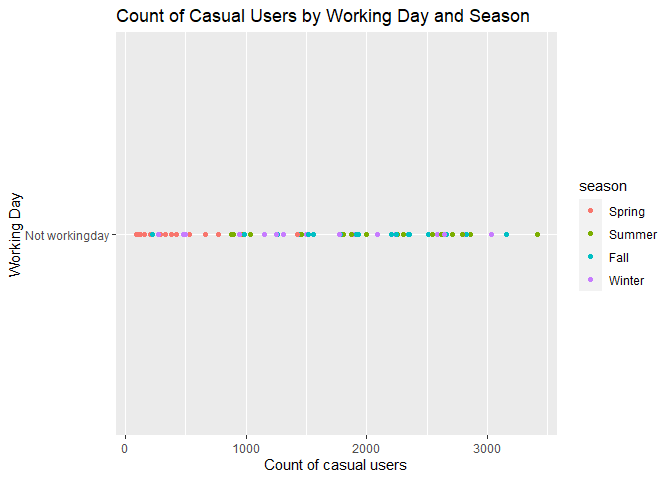 Count of Casual Users by Working Day and Season
Working Day
Not workingday
0 1000 2000 3000
Count of casual users
season
Spring
Summer
Fall
Winter